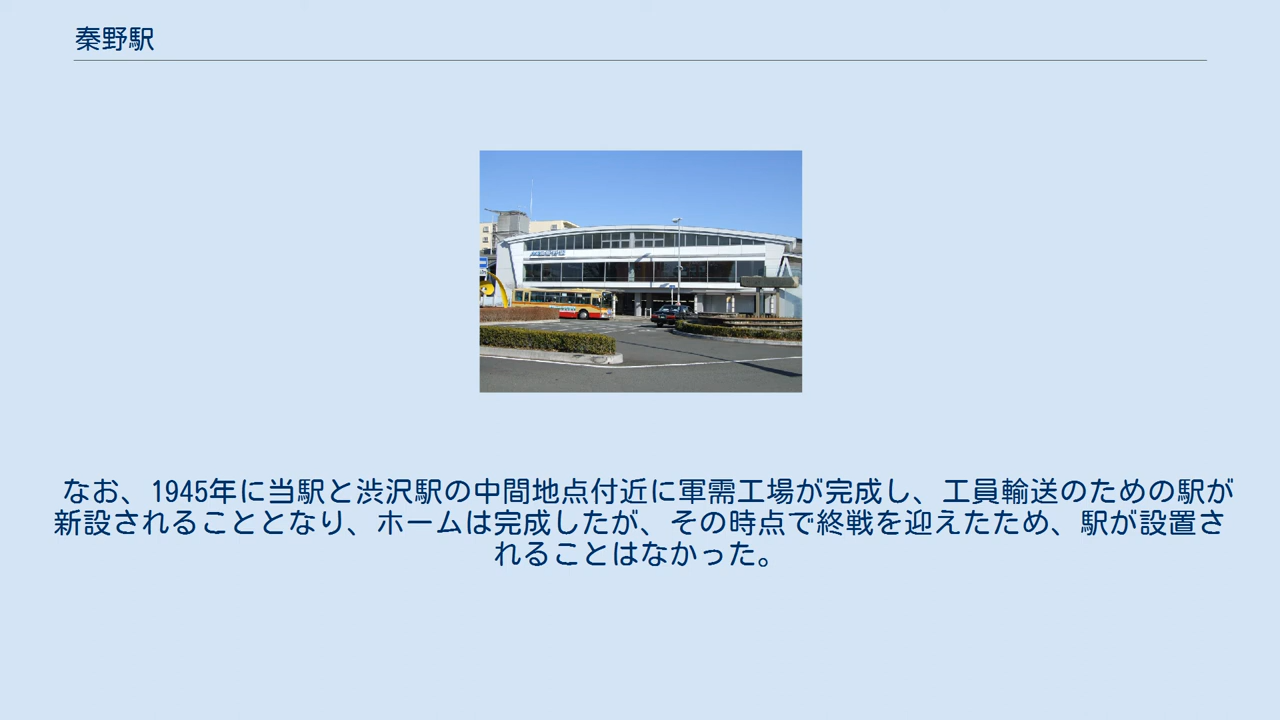 秦野駅
なお、1945年に当駅と渋沢駅の中間地点付近に軍需工場が完成し、工員輸送のための駅が
新設されることとなり、ホームは完成したが、その時点で終戦を迎えたため、駅が設置さ
れることはなかった。